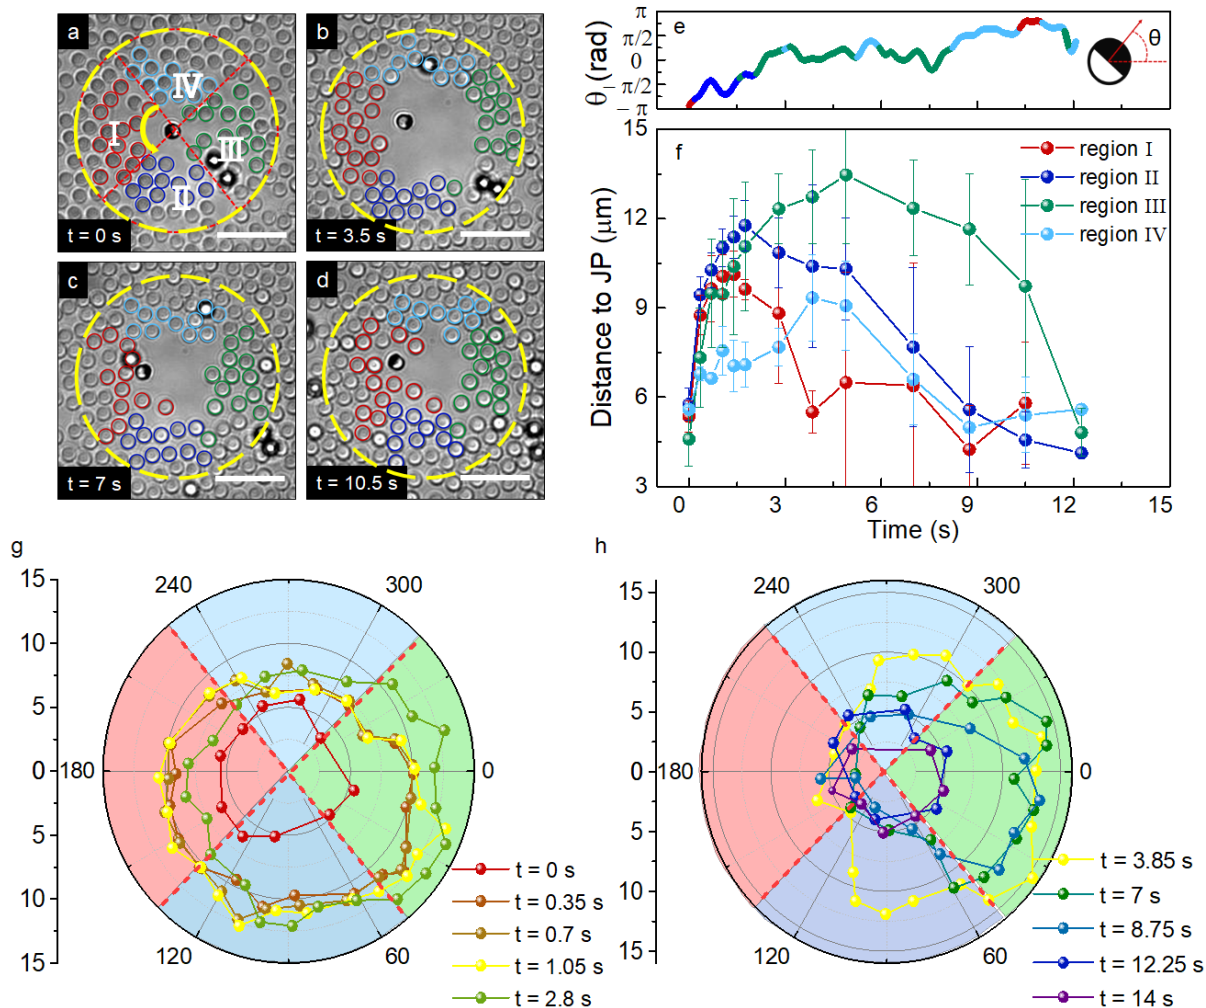 a
IV
I
III
II
t = 0 s
b
t = 3.5 s
c
t = 7 s
d
t = 10.5 s
e
π
π/2
0
-π/2
-π
θ_| (rad)
θ
f
15
12
9
6
3
Distance to JP (μm)
region I
region II
region III
region IV
0 3 6 9 12 15
Time (s)
g
15
10
5
0
5
10
15
240
300
180
0
120
60
t = 0 s
t = 0.35 s
t = 0.7 s
t = 1.05 s
t = 2.8 s
h
15
10
5
0
5
10
15
240
300
180
0
120
60
t = 3.85 s
t = 7 s
t = 8.75 s
t = 12.25 s
t = 14 s